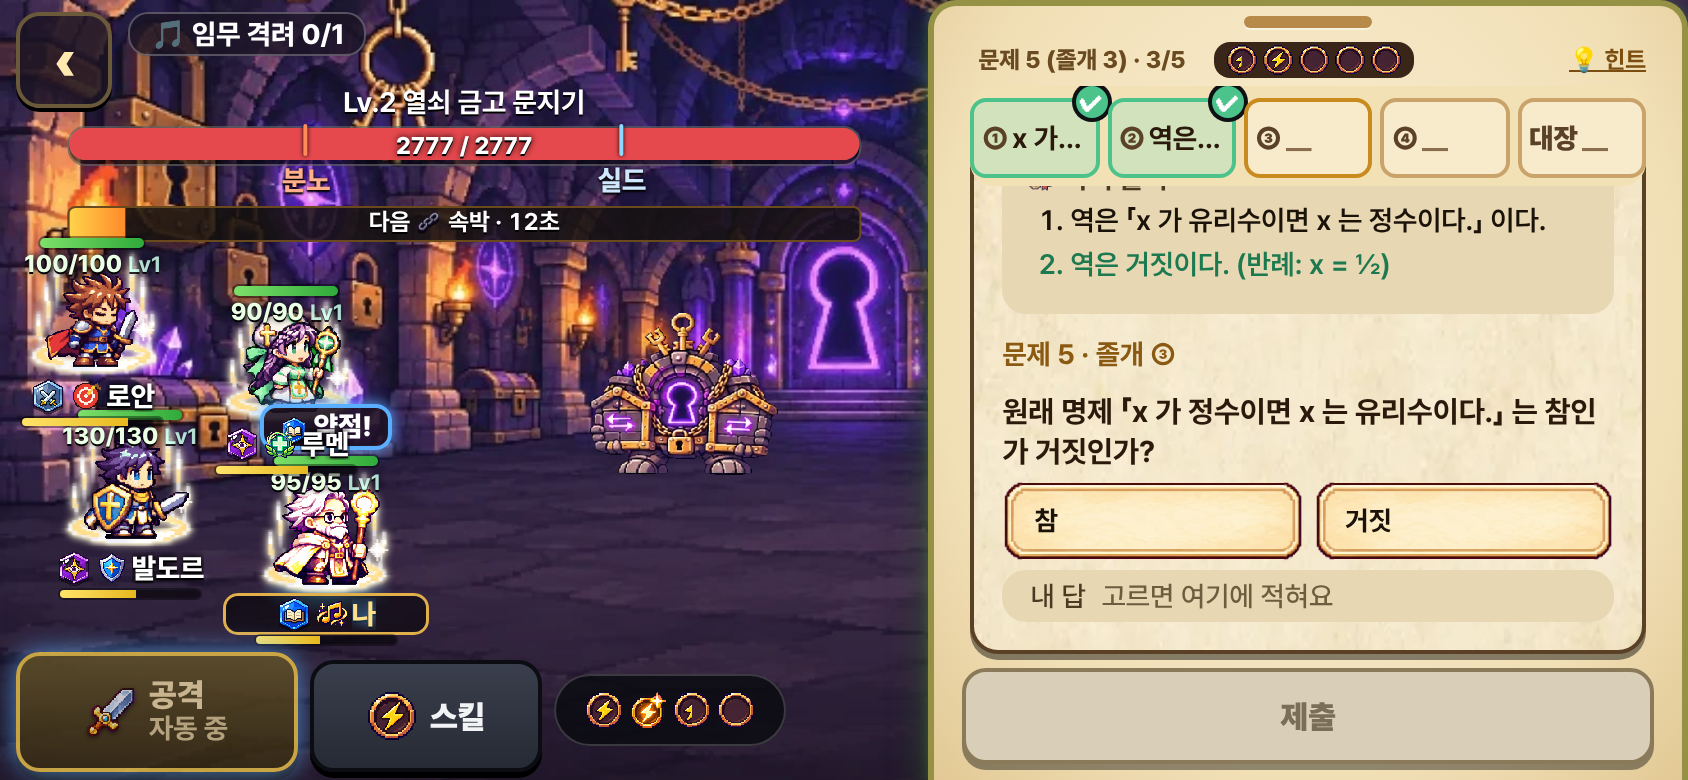 임무 격려 0/1
Lv.2 열쇠 금고 문지기
2777 / 2777
분노
실드
다음 속박 · 12초
100/100 Lv1
90/90 Lv1
로안
약점!
루멘
130/130 Lv1
95/95 Lv1
발도르
나
공격
자동 중
스킬
문제 5 (졸개 3) · 3/5
힌트
① x 가...
② 역은...
③ __
④ __
대장 __
1. 역은 「x 가 유리수이면 x 는 정수이다.」 이다.
2. 역은 거짓이다. (반례: x = ½)
문제 5 · 졸개 ③
원래 명제 「x 가 정수이면 x 는 유리수이다.」 는 참인
가 거짓인가?
참
거짓
내 답 고르면 여기에 적혀요
제출